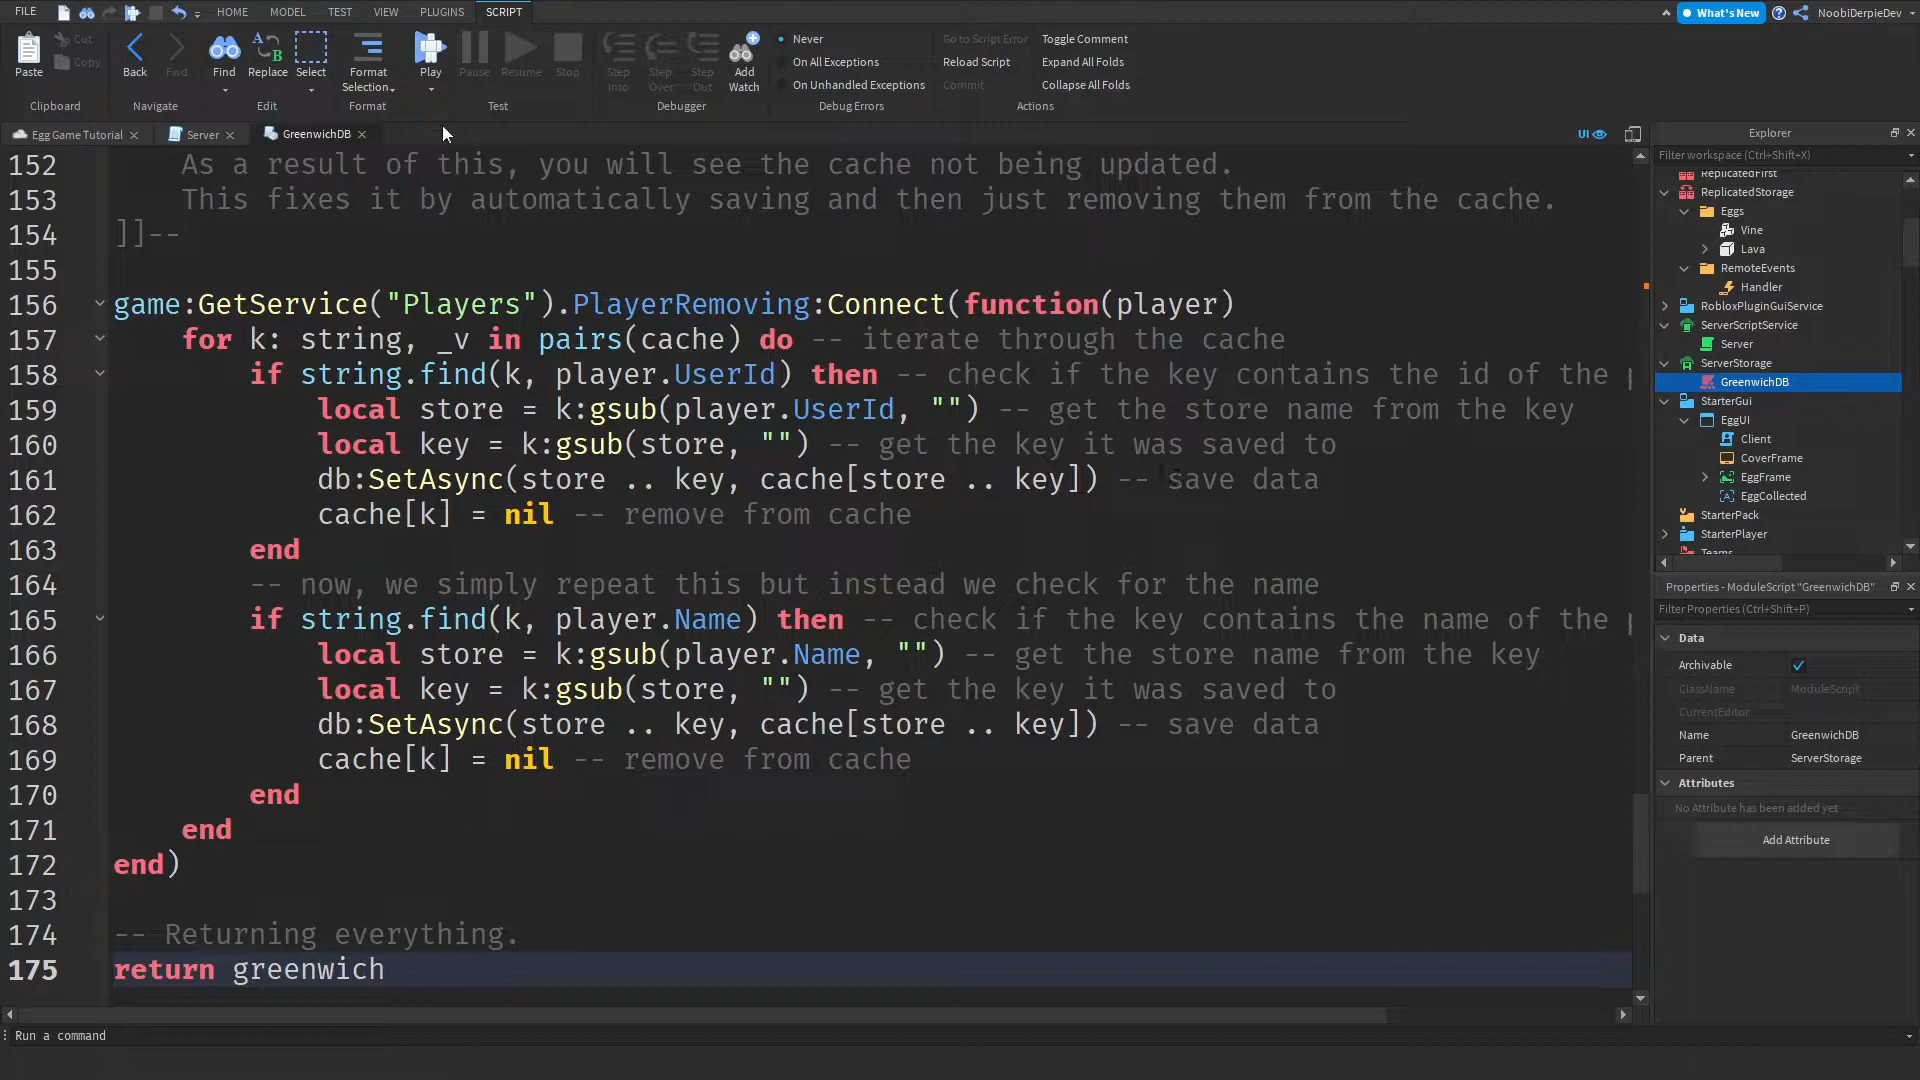 FILE HOME MODEL TEST VIEW PLUGINS SCRIPT What's New NoobiDerpieDev
Paste Cut Copy Back Fwd Find Replace Select Format Selection Play Pause Resume Stop Step Into Step Over Step Out Add Watch
Never Go to Script Error Toggle Comment
On All Exceptions Reload Script Expand All Folds
On Unhandled Exceptions Commit Collapse All Folds
Clipboard Navigate Edit Format Test Debugger Debug Errors Actions
Egg Game Tutorial Server GreenwichDB UI
152 As a result of this, you will see the cache not being updated.
153 This fixes it by automatically saving and then just removing them from the cache.
154 ]]--
155
156 game:GetService("Players").PlayerRemoving:Connect(function(player)
157 for k: string, _v in pairs(cache) do -- iterate through the cache
158 if string.find(k, player.UserId) then -- check if the key contains the id of the
159 local store = k:gsub(player.UserId, "") -- get the store name from the key
160 local key = k:gsub(store, "") -- get the key it was saved to
161 db:SetAsync(store .. key, cache[store .. key]) -- save data
162 cache[k] = nil -- remove from cache
163 end
164 -- now, we simply repeat this but instead we check for the name
165 if string.find(k, player.Name) then -- check if the key contains the name of the
166 local store = k:gsub(player.Name, "") -- get the store name from the key
167 local key = k:gsub(store, "") -- get the key it was saved to
168 db:SetAsync(store .. key, cache[store .. key]) -- save data
169 cache[k] = nil -- remove from cache
170 end
171 end
172 end)
173
174 -- Returning everything.
175 return greenwich
Run a command
Explorer
Filter workspace (Ctrl+Shift+X)
ReplicatedFirst
ReplicatedStorage
Eggs
Vine
Lava
RemoteEvents
Handler
RobloxPluginGuiService
ServerScriptService
Server
ServerStorage
GreenwichDB
StarterGui
EggUI
Client
CoverFrame
EggFrame
EggCollected
StarterPack
StarterPlayer
Teams
Properties - ModuleScript "GreenwichDB"
Filter Properties (Ctrl+Shift+P)
Data
Archivable
ClassName ModuleScript
CurrentEditor
Name GreenwichDB
Parent ServerStorage
Attributes
No Attribute has been added yet
Add Attribute